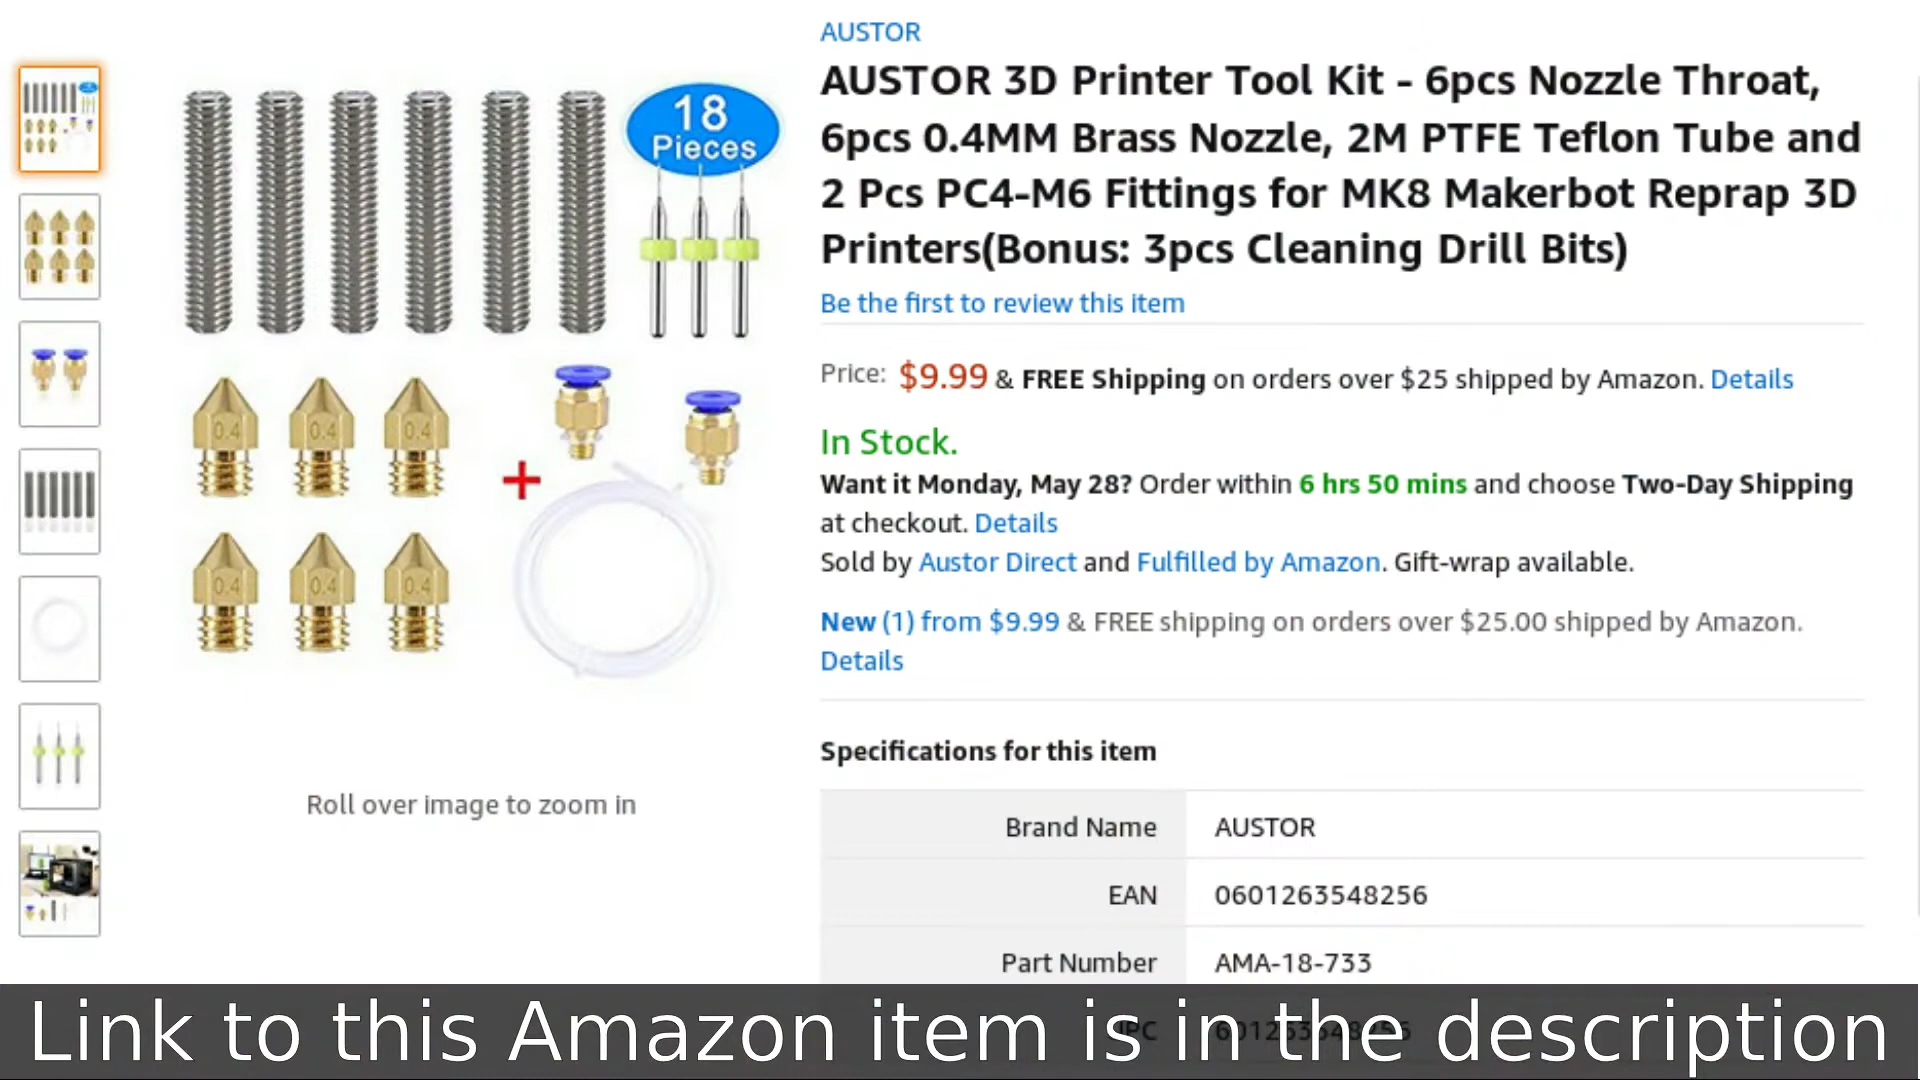 AUSTOR
AUSTOR 3D Printer Tool Kit - 6pcs Nozzle Throat,
6pcs 0.4MM Brass Nozzle, 2M PTFE Teflon Tube and
2 Pcs PC4-M6 Fittings for MK8 Makerbot Reprap 3D
Printers(Bonus: 3pcs Cleaning Drill Bits)
Be the first to review this item
18
Pieces
0.4 0.4 0.4
0.4 0.4 0.4
Roll over image to zoom in
Price: $9.99 & FREE Shipping on orders over $25 shipped by Amazon. Details
In Stock.
Want it Monday, May 28? Order within 6 hrs 50 mins and choose Two-Day Shipping
at checkout. Details
Sold by Austor Direct and Fulfilled by Amazon. Gift-wrap available.
New (1) from $9.99 & FREE shipping on orders over $25.00 shipped by Amazon.
Details
Specifications for this item
Brand Name AUSTOR
EAN 0601263548256
Part Number AMA-18-733
Link to this Amazon item is in the description